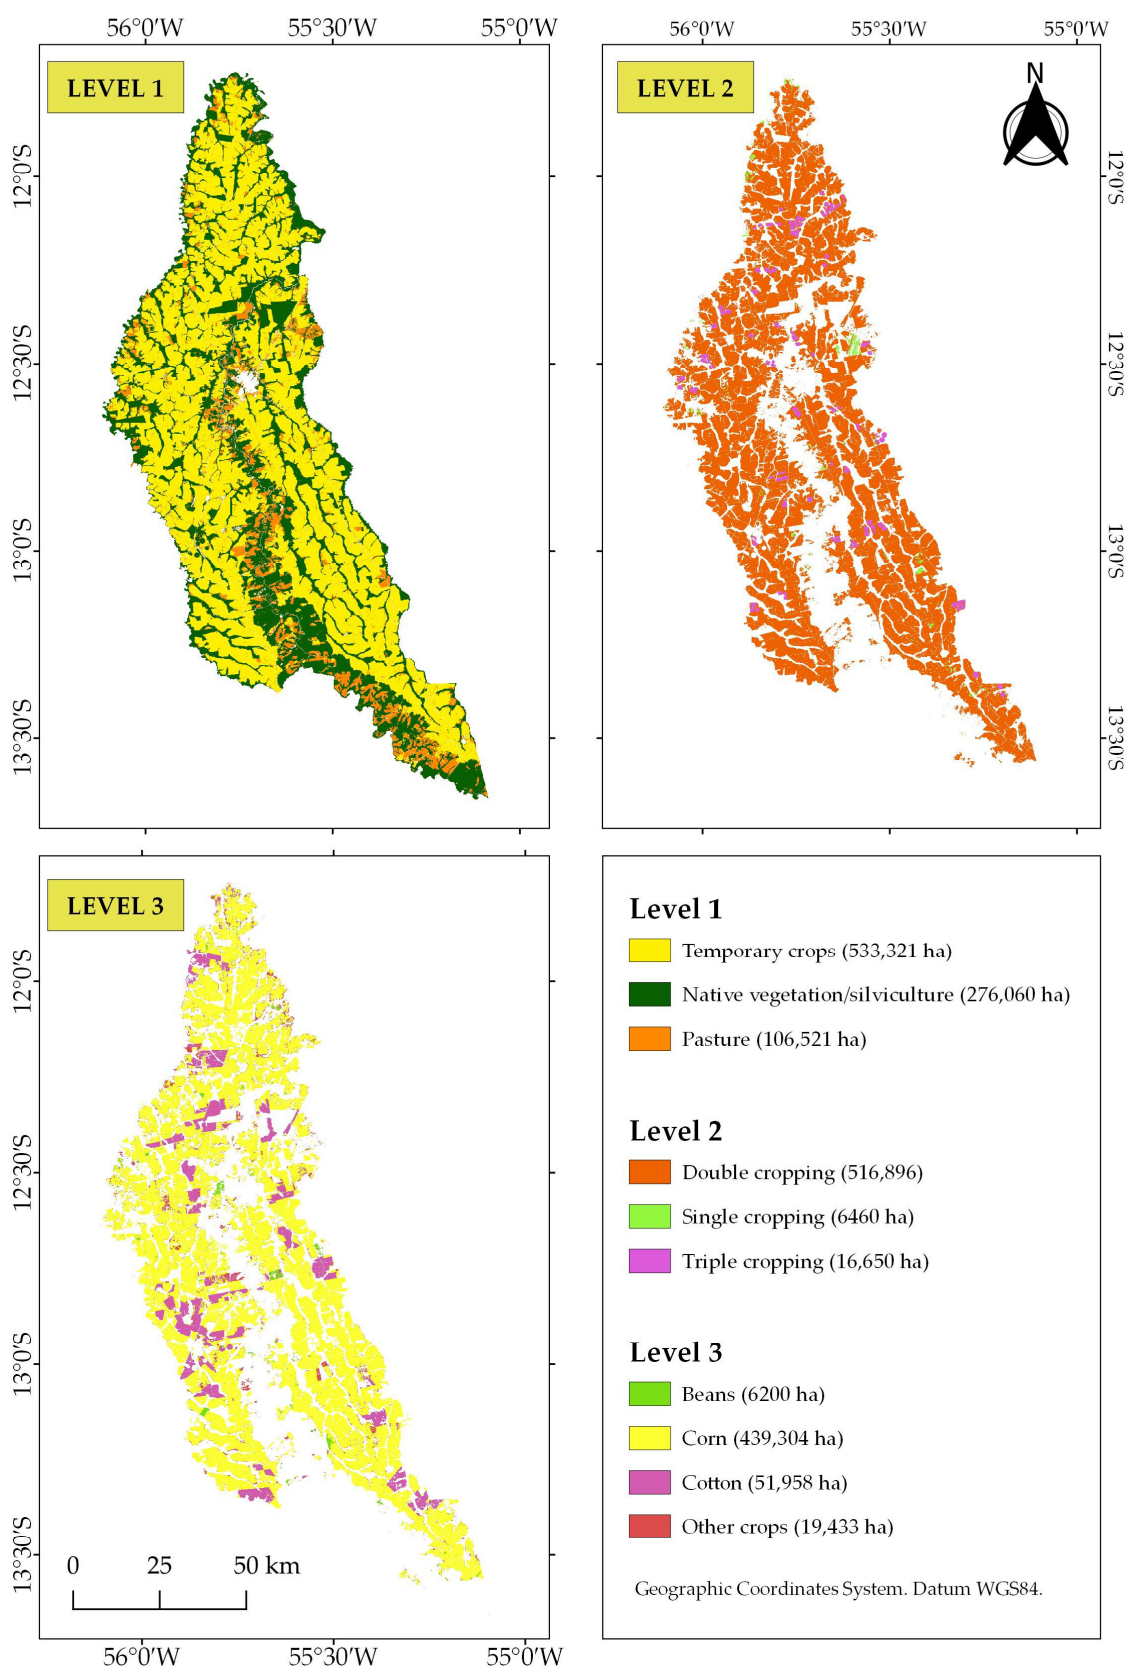 56°0'W 55°30'W 55°0'W
56°0'W 55°30'W 55°0'W
LEVEL 1
LEVEL 2
N
12°0'S
12°30'S
13°0'S
13°30'S
12°0'S
12°30'S
13°0'S
13°30'S
LEVEL 3
12°0'S
12°30'S
13°0'S
13°30'S
0 25 50 km
56°0'W 55°30'W 55°0'W
Level 1
Temporary crops (533,321 ha)
Native vegetation/silviculture (276,060 ha)
Pasture (106,521 ha)
Level 2
Double cropping (516,896)
Single cropping (6460 ha)
Triple cropping (16,650 ha)
Level 3
Beans (6200 ha)
Corn (439,304 ha)
Cotton (51,958 ha)
Other crops (19,433 ha)
Geographic Coordinates System. Datum WGS84.